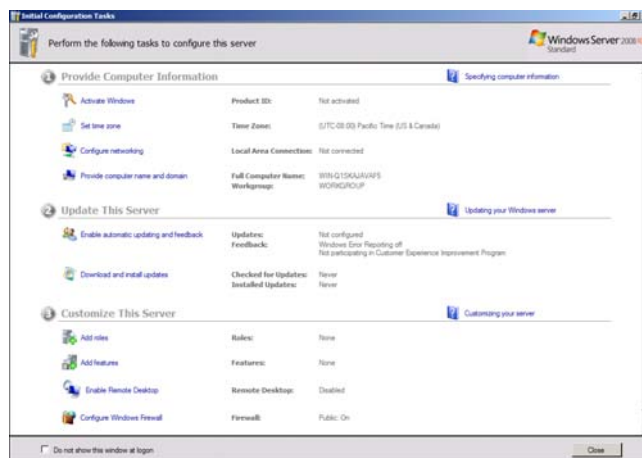 Initial Configuration Tasks
Perform the following tasks to configure this server
Windows Server 2008
Standard
1 Provide Computer Information
Specifying computer information
Activate Windows Product ID: Not activated
Set time zone Time Zone: (UTC-08:00) Pacific Time (US & Canada)
Configure networking Local Area Connection: Not connected
Provide computer name and domain Full Computer Name:
Workgroup: WORKGROUP
2 Update This Server
Updating your Windows server
Enable automatic updating and feedback Updates: Not configured
Feedback: Windows Error Reporting off
Not participating in Customer Experience Improvement Program
Download and install updates Checked for Updates: Never
Installed Updates: Never
3 Customize This Server
Customizing your server
Add roles Roles: None
Add features Features: None
Enable Remote Desktop Remote Desktop: Disabled
Configure Windows Firewall Firewall: Public: On
Do not show this window at logon
Close